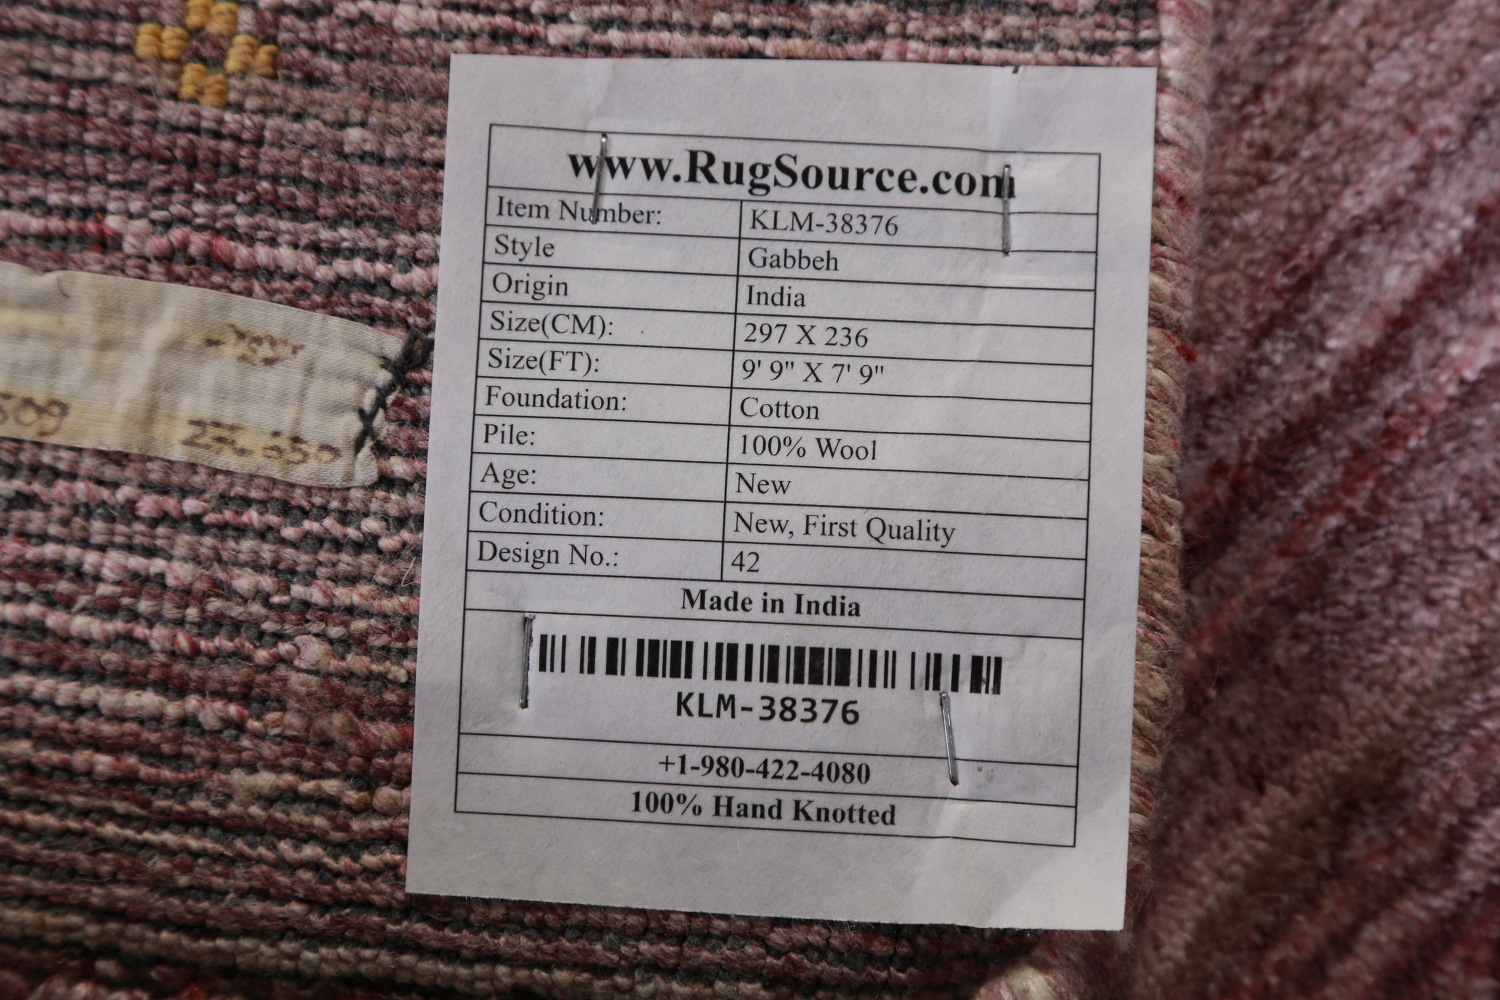 www.RugSource.com
Item Number: KLM-38376
Style Gabbeh
Origin India
Size(CM): 297 X 236
Size(FT): 9' 9" X 7' 9"
Foundation: Cotton
Pile: 100% Wool
Age: New
Condition: New, First Quality
Design No.: 42
Made in India
KLM-38376
+1-980-422-4080
100% Hand Knotted